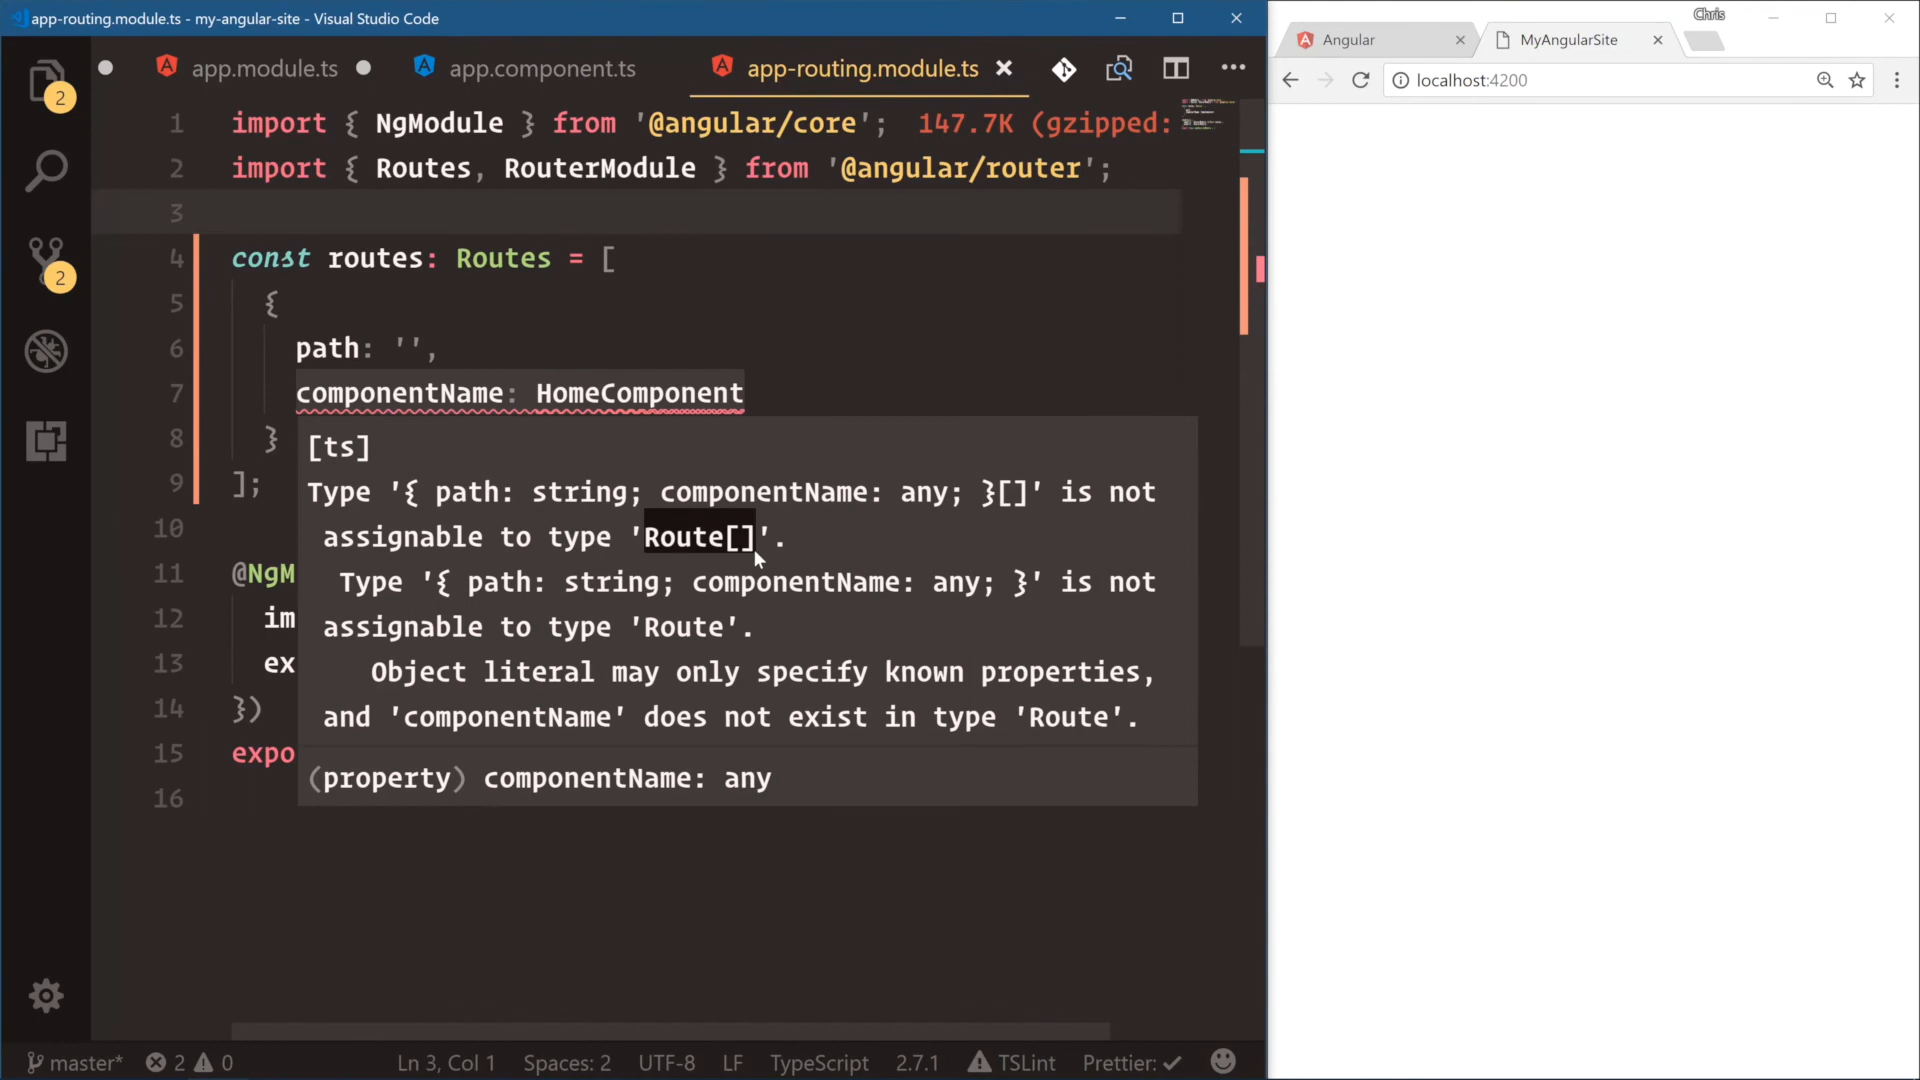 app-routing.module.ts - my-angular-site - Visual Studio Code
app.module.ts
app.component.ts
app-routing.module.ts
2
2
1 import { NgModule } from '@angular/core'; 147.7K (gzipped:
2 import { Routes, RouterModule } from '@angular/router';
3
4 const routes: Routes = [
5 {
6 path: '',
7 componentName: HomeComponent
8 }
9 ];
10
11 @NgM
12 im
13 ex
14 })
15 expo
16
[ts]
Type '{ path: string; componentName: any; }[]' is not
assignable to type 'Route[]'.
Type '{ path: string; componentName: any; }' is not
assignable to type 'Route'.
Object literal may only specify known properties,
and 'componentName' does not exist in type 'Route'.
(property) componentName: any
master* 2 0 Ln 3, Col 1 Spaces: 2 UTF-8 LF TypeScript 2.7.1 TSLint Prettier: ✓
Chris
Angular
MyAngularSite
localhost:4200